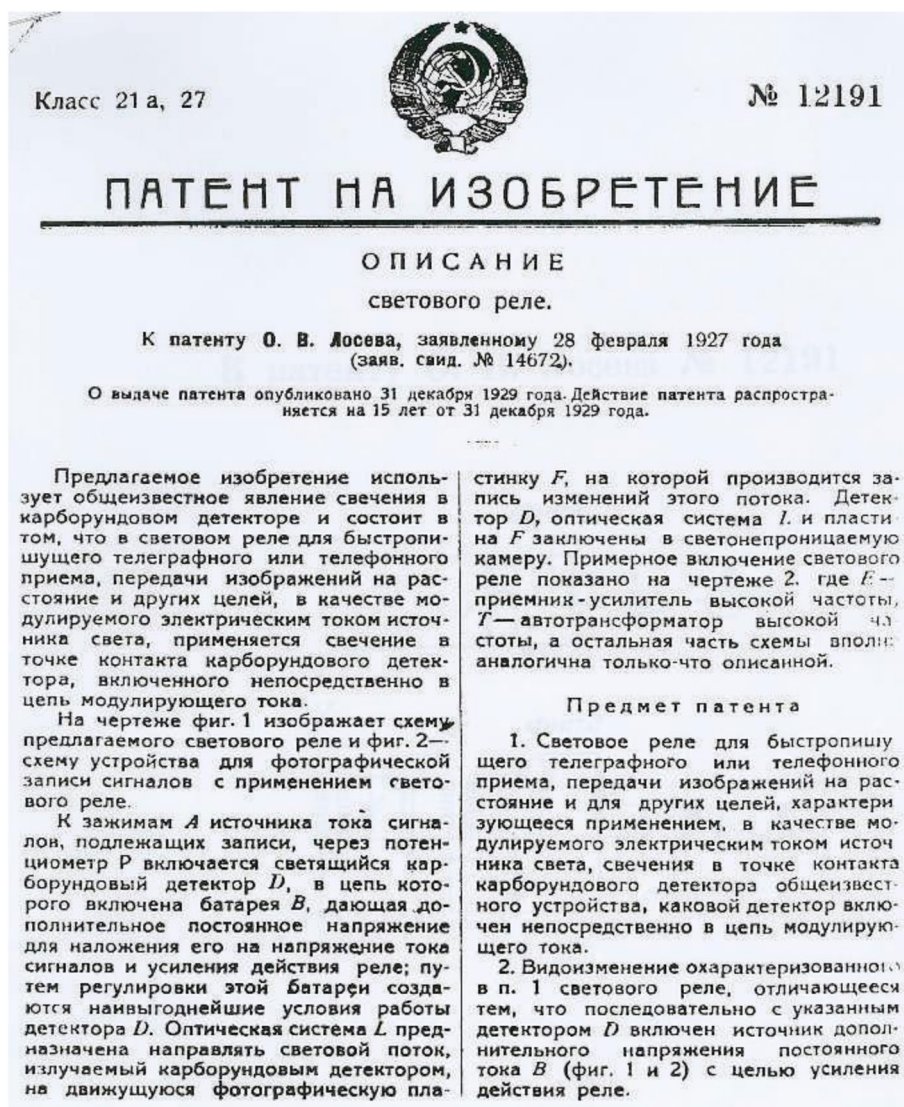 Класс 21 а, 27
№ 12191
ПАТЕНТ НА ИЗОБРЕТЕНИЕ
ОПИСАНИЕ
светового реле.
К патенту О. В. Лосева, заявленному 28 февраля 1927 года
(заяв. свид. № 14672).
О выдаче патента опубликовано 31 декабря 1929 года. Действие патента распростра-
няется на 15 лет от 31 декабря 1929 года.
Предлагаемое изобретение исполь-
зует общеизвестное явление свечения в
карборундовом детекторе и состоит в
том, что в световом реле для быстропи-
шущего телеграфного или телефонного
приема, передачи изображений на рас-
стояние и других целей, в качестве мо-
дулируемого электрическим током источ-
ника света, применяется свечение в
точке контакта карборундового детек-
тора, включенного непосредственно в
цепь модулирующего тока.
На чертеже фиг. 1 изображает схему
предлагаемого светового реле и фиг. 2—
схему устройства для фотографической
записи сигналов с применением свето-
вого реле.
К зажимам А источника тока сигна-
лов, подлежащих записи, через потен-
циометр Р включается светящийся кар-
борундовый детектор D, в цепь кото-
рого включена батарея В, дающая до-
полнительное постоянное напряжение
для наложения его на напряжение тока
сигналов и усиления действия реле; пу-
тем регулировки этой батареи созда-
ются наивыгоднейшие условия работы
детектора D. Оптическая система L пред-
назначена направлять световой поток,
излучаемый карборундовым детектором,
на движущуюся фотографическую пла-
стинку F, на которой производится за-
пись изменений этого потока. Детек-
тор D, оптическая система L и пласти
на F заключены в светонепроницаемую
камеру. Примерное включение светового
реле показано на чертеже 2. где E—
приемник-усилитель высокой частоты,
Т—автотрансформатор высокой ча
стоты, а остальная часть схемы
аналогична только-что описанной.
Предмет патента
1. Световое реле для быстропишу
щего телеграфного или телефонного
приема, передачи изображений на рас-
стояние и для других целей, характери
зующееся применением, в качестве мо-
дулируемого электрическим током источ
ника света, свечения в точке контакта
карборундового детектора общеизвест-
ного устройства, каковой детектор вклю-
чен непосредственно в цепь модулирую-
щего тока.
2. Видоизменение охарактеризованного
в п. 1 светового реле, отличающееся
тем, что последовательно с указанным
детектором D включен источник допол-
нительного напряжения постоянного
тока В (фиг. 1 и 2) с целью усиления
действия реле.